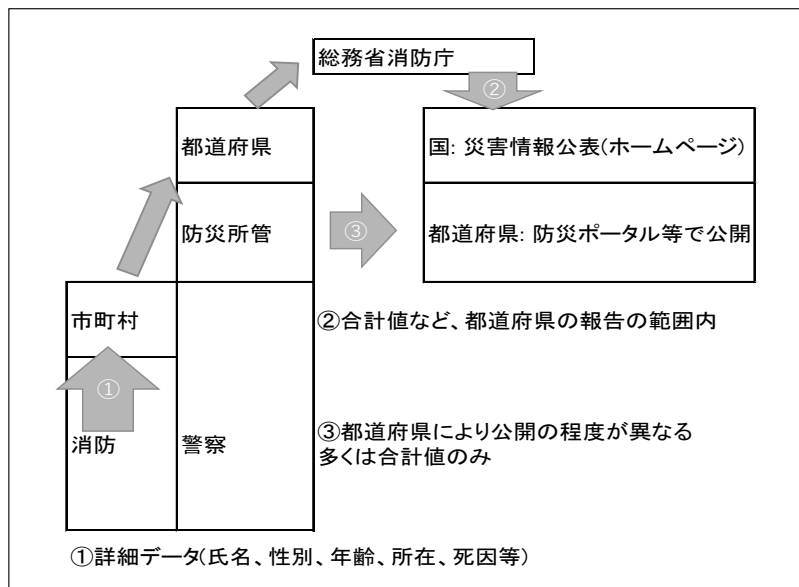 総務省消防庁
②
都道府県
国: 災害情報公表(ホームページ)
防災所管
③
都道府県: 防災ポータル等で公開
市町村
②合計値など、都道府県の報告の範囲内
①
消防
警察
③都道府県により公開の程度が異なる
多くは合計値のみ
①詳細データ(氏名、性別、年齢、所在、死因等)